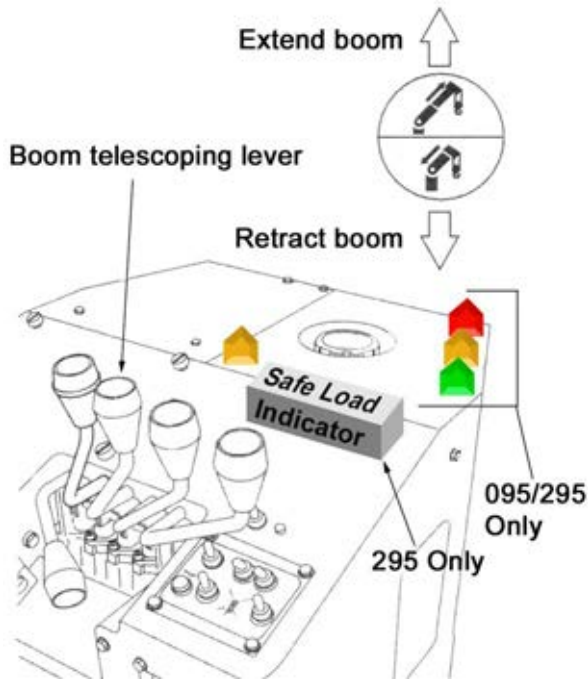 Extend boom
Boom telescoping lever
Retract boom
Safe Load
Indicator
095/295
Only
295 Only